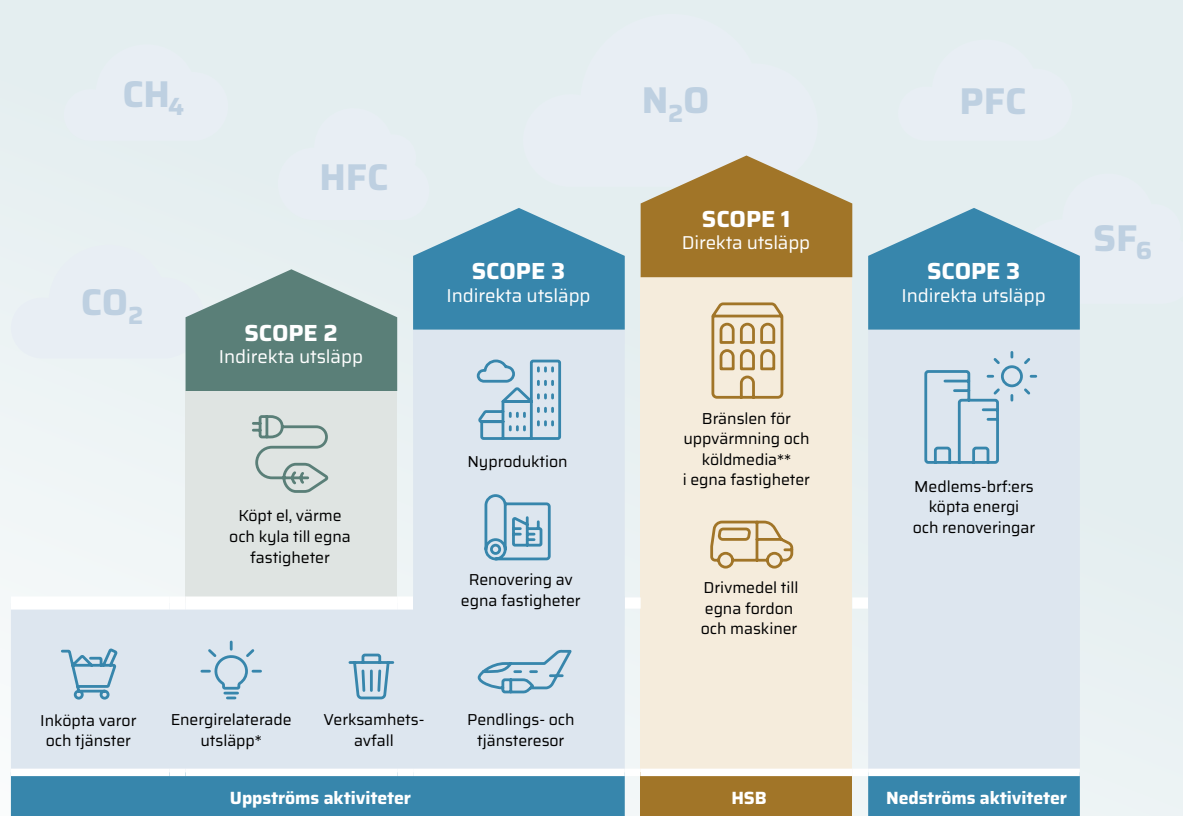 CH₄
HFC
CO₂
N₂O
PFC
SF₆
SCOPE 2
Indirekta utsläpp
Köpt el, värme
och kyla till egna
fastigheter
SCOPE 3
Indirekta utsläpp
Nyproduktion
Renovering av
egna fastigheter
Inköpta varor
och tjänster
Energirelaterade
utsläpp*
Verksamhets-
avfall
Pendlings- och
tjänsteresor
Uppströms aktiviteter
SCOPE 1
Direkta utsläpp
Bränslen för
uppvärmning och
köldmedia**
i egna fastigheter
Drivmedel till
egna fordon
och maskiner
HSB
SCOPE 3
Indirekta utsläpp
Medlems-brf:ers
köpta energi
och renoveringar
Nedströms aktiviteter